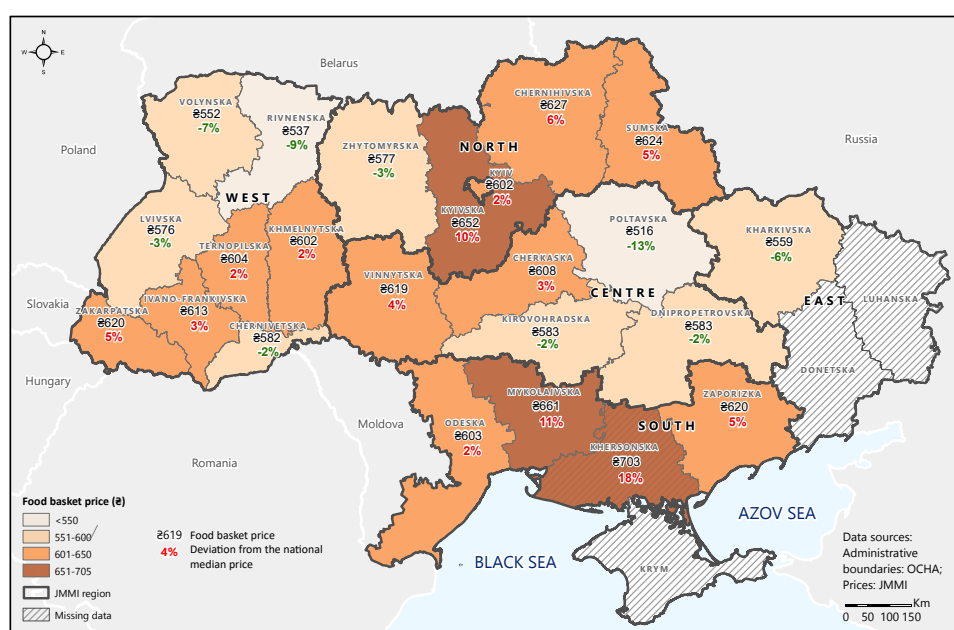 N
W E
S
Belarus
Poland
Russia
Slovakia
Hungary
Romania
Moldova
VOLYNSKA
₴552
-7%
RIVNENSKA
₴537
-9%
ZHYTOMYRSKA
₴577
-3%
CHERNIHIVSKA
₴627
6%
SUMSKA
₴624
5%
NORTH
KYIV
₴602
2%
KYIVSKA
₴652
10%
WEST
LVIVSKA
₴576
-3%
TERNOPILSKA
₴604
2%
KHMELNYTSKA
₴602
2%
POLTAVSKA
₴516
-13%
KHARKIVSKA
₴559
-6%
VINNYTSKA
₴619
4%
CHERKASKA
₴608
3%
CENTRE
EAST
LUHANSKA
ZAKARPATSKA
₴620
5%
IVANO-FRANKIVSKA
₴613
3%
CHERNIVETSKA
₴582
-2%
KIROVOHRADSKA
₴583
-2%
DNIPROPETROVSKA
₴583
-2%
DONETSKA
MYKOLAIVSKA
₴661
11%
ZAPORIZKA
₴620
5%
ODESKA
₴603
2%
SOUTH
KHERSONSKA
₴703
18%
AZOV SEA
BLACK SEA
KRYM
Food basket price (₴)
<550
551-600
601-650
651-705
JMMI region
Missing data
₴619 Food basket price
4% Deviation from the national
median price
Data sources:
Administrative
boundaries: OCHA;
Prices: JMMI
Km
0 50 100 150